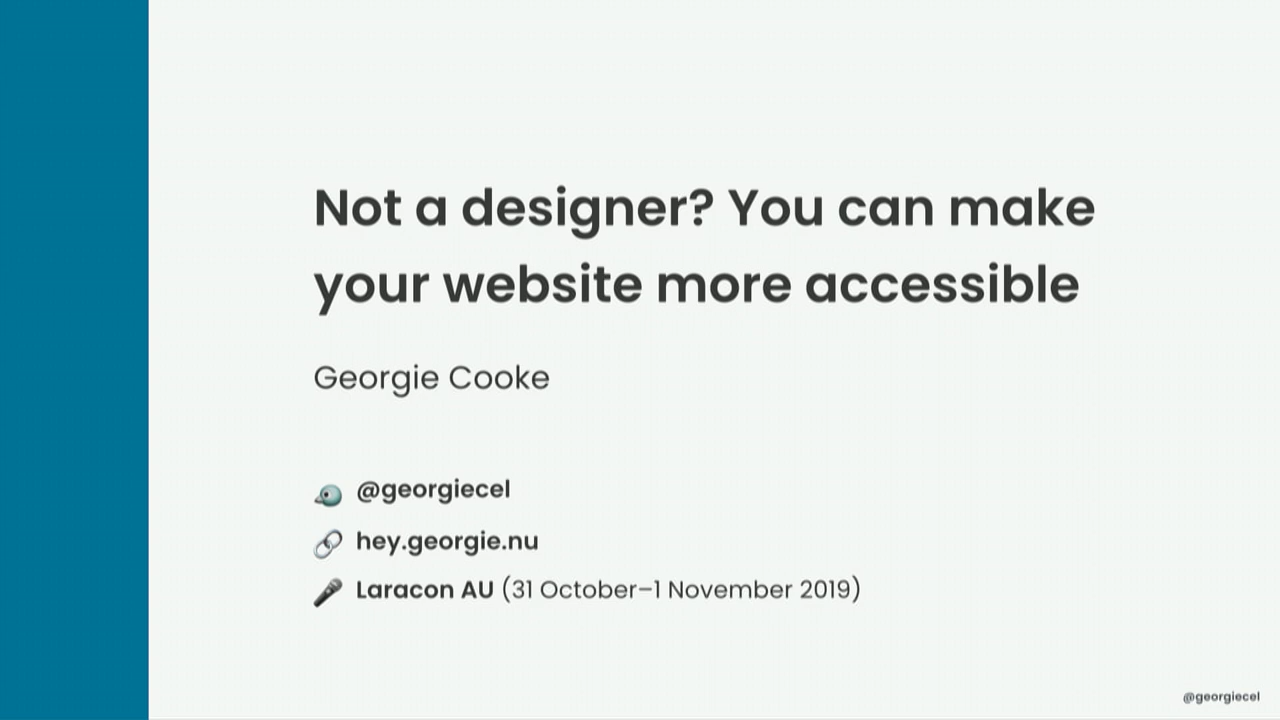 Not a designer? You can make
your website more accessible
Georgie Cooke
@georgiecel
hey.georgie.nu
Laracon AU (31 October–1 November 2019)
@georgiecel